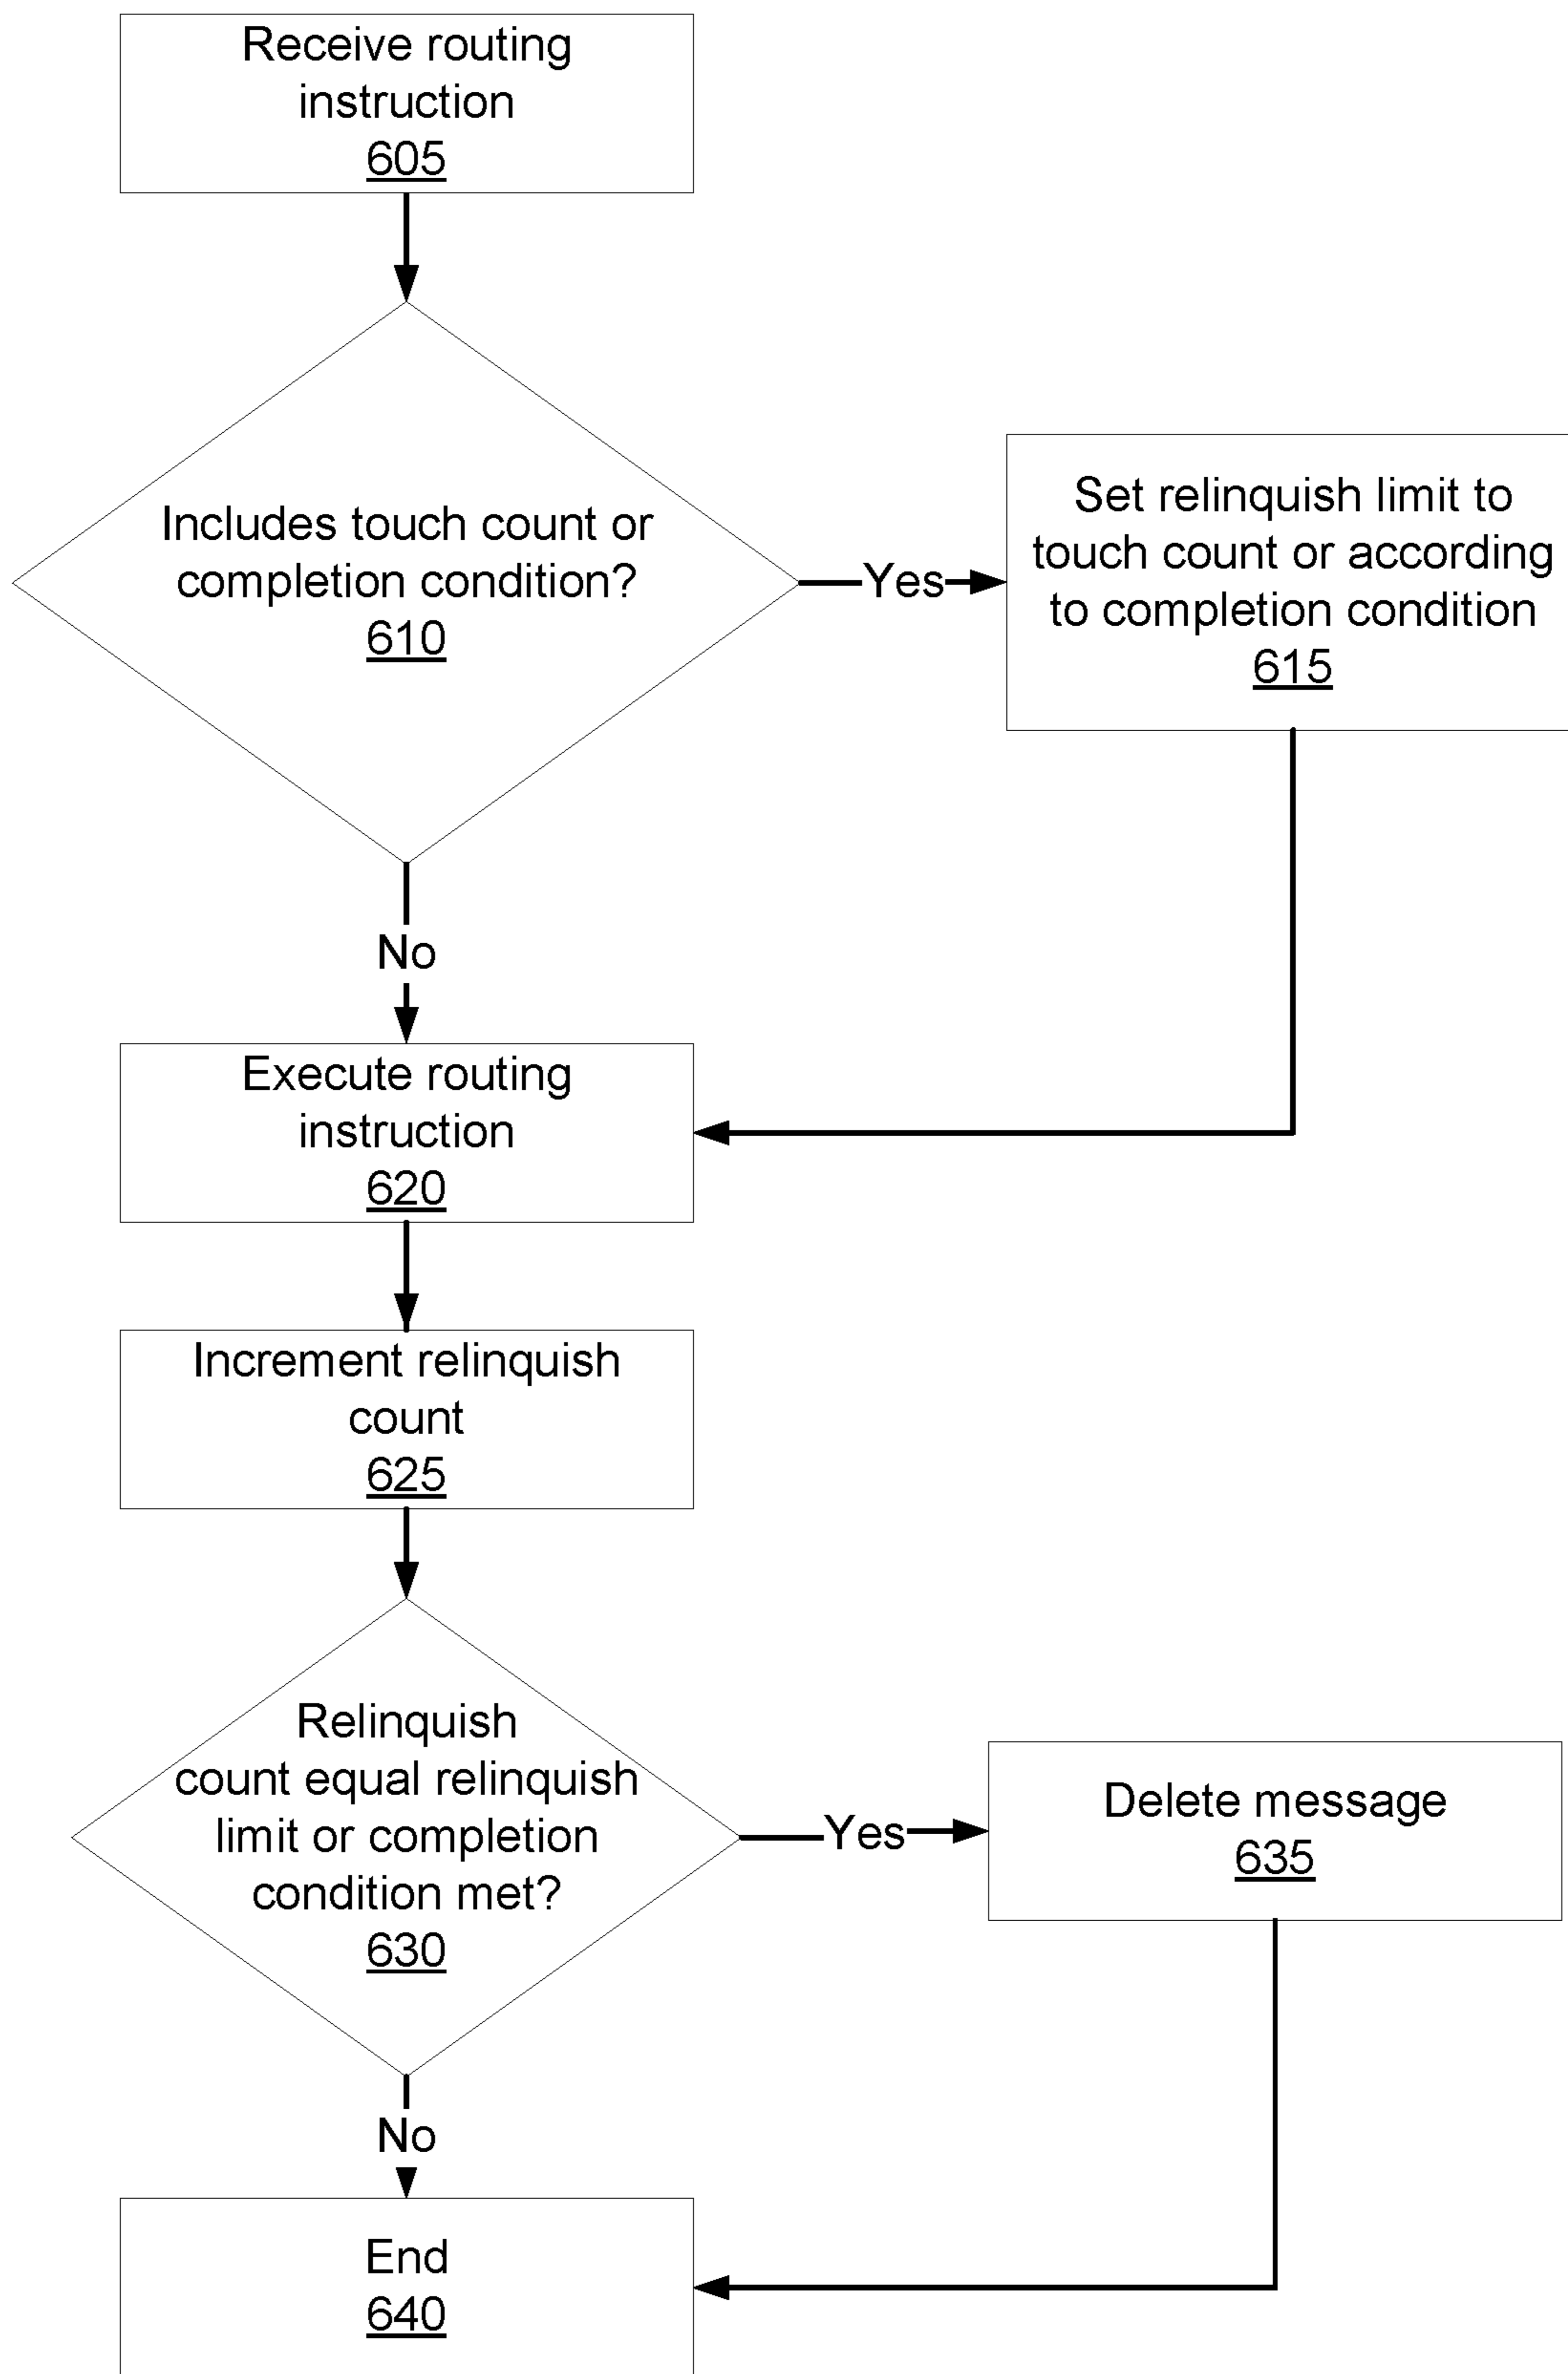 Receive routing
instruction
605
Includes touch count or
completion condition?
610
Yes
Set relinquish limit to
touch count or according
to completion condition
615
No
Execute routing
instruction
620
Increment relinquish
count
625
Relinquish
count equal relinquish
limit or completion
condition met?
630
Yes
Delete message
635
No
End
640